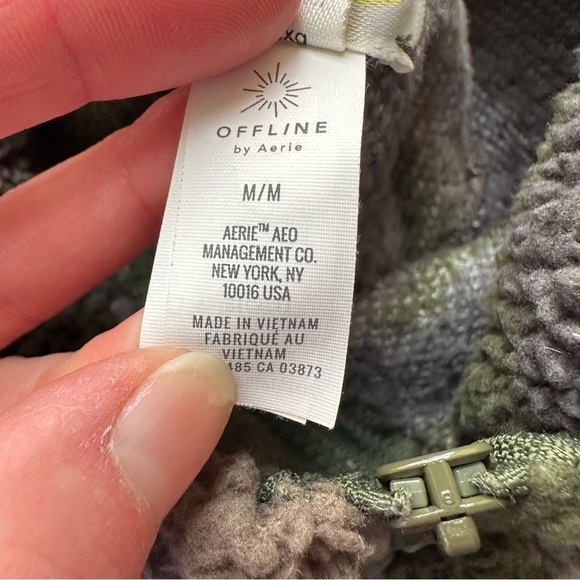 OFFLINE
by Aerie
M/M
AERIE™ AEO
MANAGEMENT CO.
NEW YORK, NY
10016 USA
MADE IN VIETNAM
FABRIQUÉ AU
VIETNAM
485 CA 03873